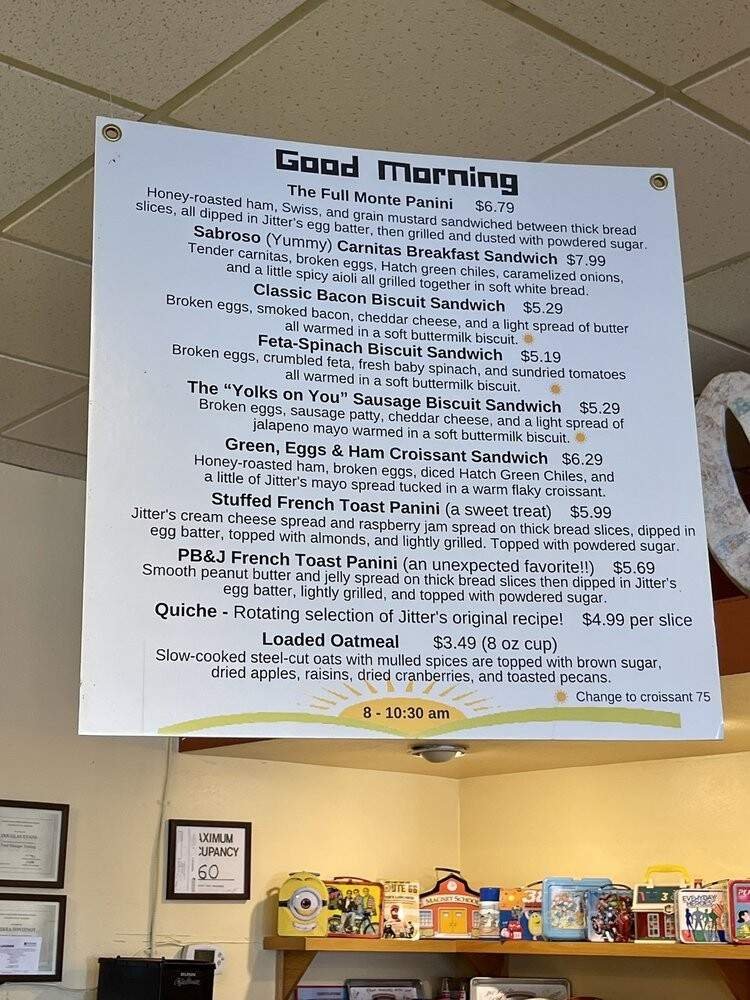 Good Morning
The Full Monte Panini $6.79
Honey-roasted ham, Swiss, and grain mustard sandwiched between thick bread
slices, all dipped in Jitter's egg batter, then grilled and dusted with powdered sugar.
Sabroso (Yummy) Carnitas Breakfast Sandwich $7.99
Tender carnitas, broken eggs, Hatch green chiles, caramelized onions,
and a little spicy aioli all grilled together in soft white bread.
Classic Bacon Biscuit Sandwich $5.29
Broken eggs, smoked bacon, cheddar cheese, and a light spread of butter
all warmed in a soft buttermilk biscuit.
Feta-Spinach Biscuit Sandwich $5.19
Broken eggs, crumbled feta, fresh baby spinach, and sundried tomatoes
all warmed in a soft buttermilk biscuit.
The “Yolks on You” Sausage Biscuit Sandwich $5.29
Broken eggs, sausage patty, cheddar cheese, and a light spread of
jalapeno mayo warmed in a soft buttermilk biscuit.
Green, Eggs & Ham Croissant Sandwich $6.29
Honey-roasted ham, broken eggs, diced Hatch Green Chiles, and
a little of Jitter's mayo spread tucked in a warm flaky croissant.
Stuffed French Toast Panini (a sweet treat) $5.99
Jitter's cream cheese spread and raspberry jam spread on thick bread slices, dipped in
egg batter, topped with almonds, and lightly grilled. Topped with powdered sugar.
PB&J French Toast Panini (an unexpected favorite!!) $5.69
Smooth peanut butter and jelly spread on thick bread slices then dipped in Jitter's
egg batter, lightly grilled, and topped with powdered sugar.
Quiche - Rotating selection of Jitter's original recipe! $4.99 per slice
Loaded Oatmeal $3.49 (8 oz cup)
Slow-cooked steel-cut oats with mulled spices are topped with brown sugar,
dried apples, raisins, dried cranberries, and toasted pecans.
Change to croissant 75
8 - 10:30 am
AXIMUM
CUPANCY
60
MAGNET SCHOOL
EVERYDAY
HEROES